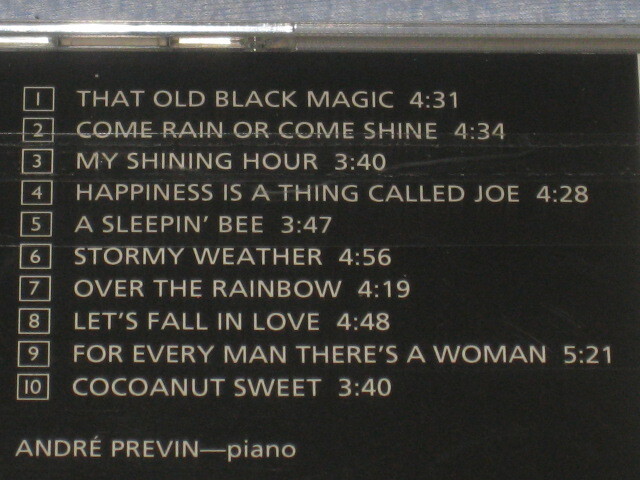 1 THAT OLD BLACK MAGIC 4:31
2 COME RAIN OR COME SHINE 4:34
3 MY SHINING HOUR 3:40
4 HAPPINESS IS A THING CALLED JOE 4:28
5 A SLEEPIN' BEE 3:47
6 STORMY WEATHER 4:56
7 OVER THE RAINBOW 4:19
8 LET'S FALL IN LOVE 4:48
9 FOR EVERY MAN THERE'S A WOMAN 5:21
10 COCOANUT SWEET 3:40
ANDRÉ PREVIN—piano